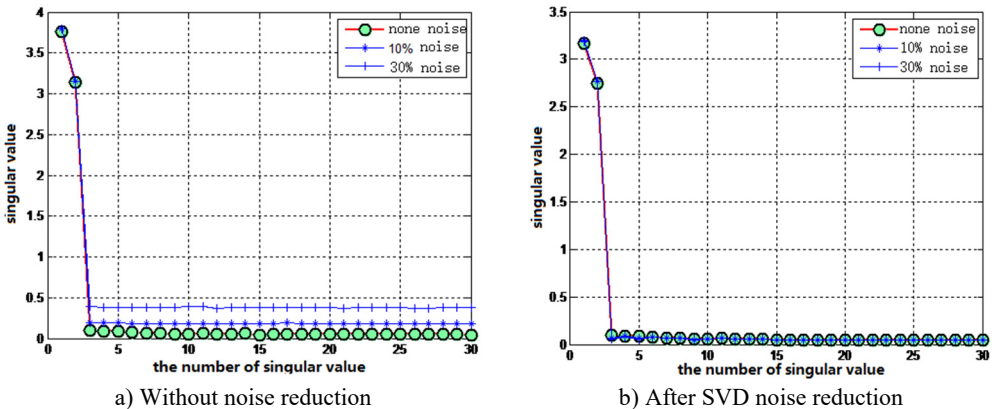 4
3.5
3
2.5
2
1.5
1
0.5
0
0 5 10 15 20 25 30
singular value
the number of singular value
none noise
10% noise
30% noise
a) Without noise reduction
3.5
3
2.5
2
1.5
1
0.5
0
0 5 10 15 20 25 30
singular value
the number of singular value
none noise
10% noise
30% noise
b) After SVD noise reduction